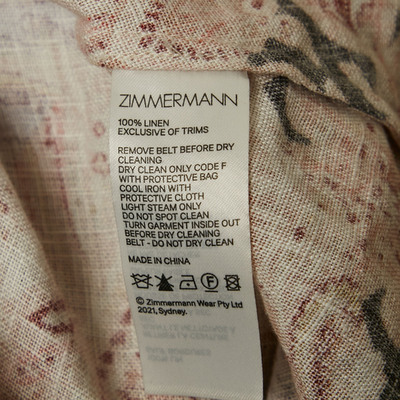 ZIMMERMANN
100% LINEN
EXCLUSIVE OF TRIMS
REMOVE BELT BEFORE DRY
CLEANING
DRY CLEAN ONLY CODE F
WITH PROTECTIVE BAG
COOL IRON WITH
PROTECTIVE CLOTH
LIGHT STEAM ONLY
DO NOT SPOT CLEAN
TURN GARMENT INSIDE OUT
BEFORE DRY CLEANING
BELT - DO NOT DRY CLEAN
MADE IN CHINA
F
© Zimmermann Wear Pty Ltd
2021, Sydney.